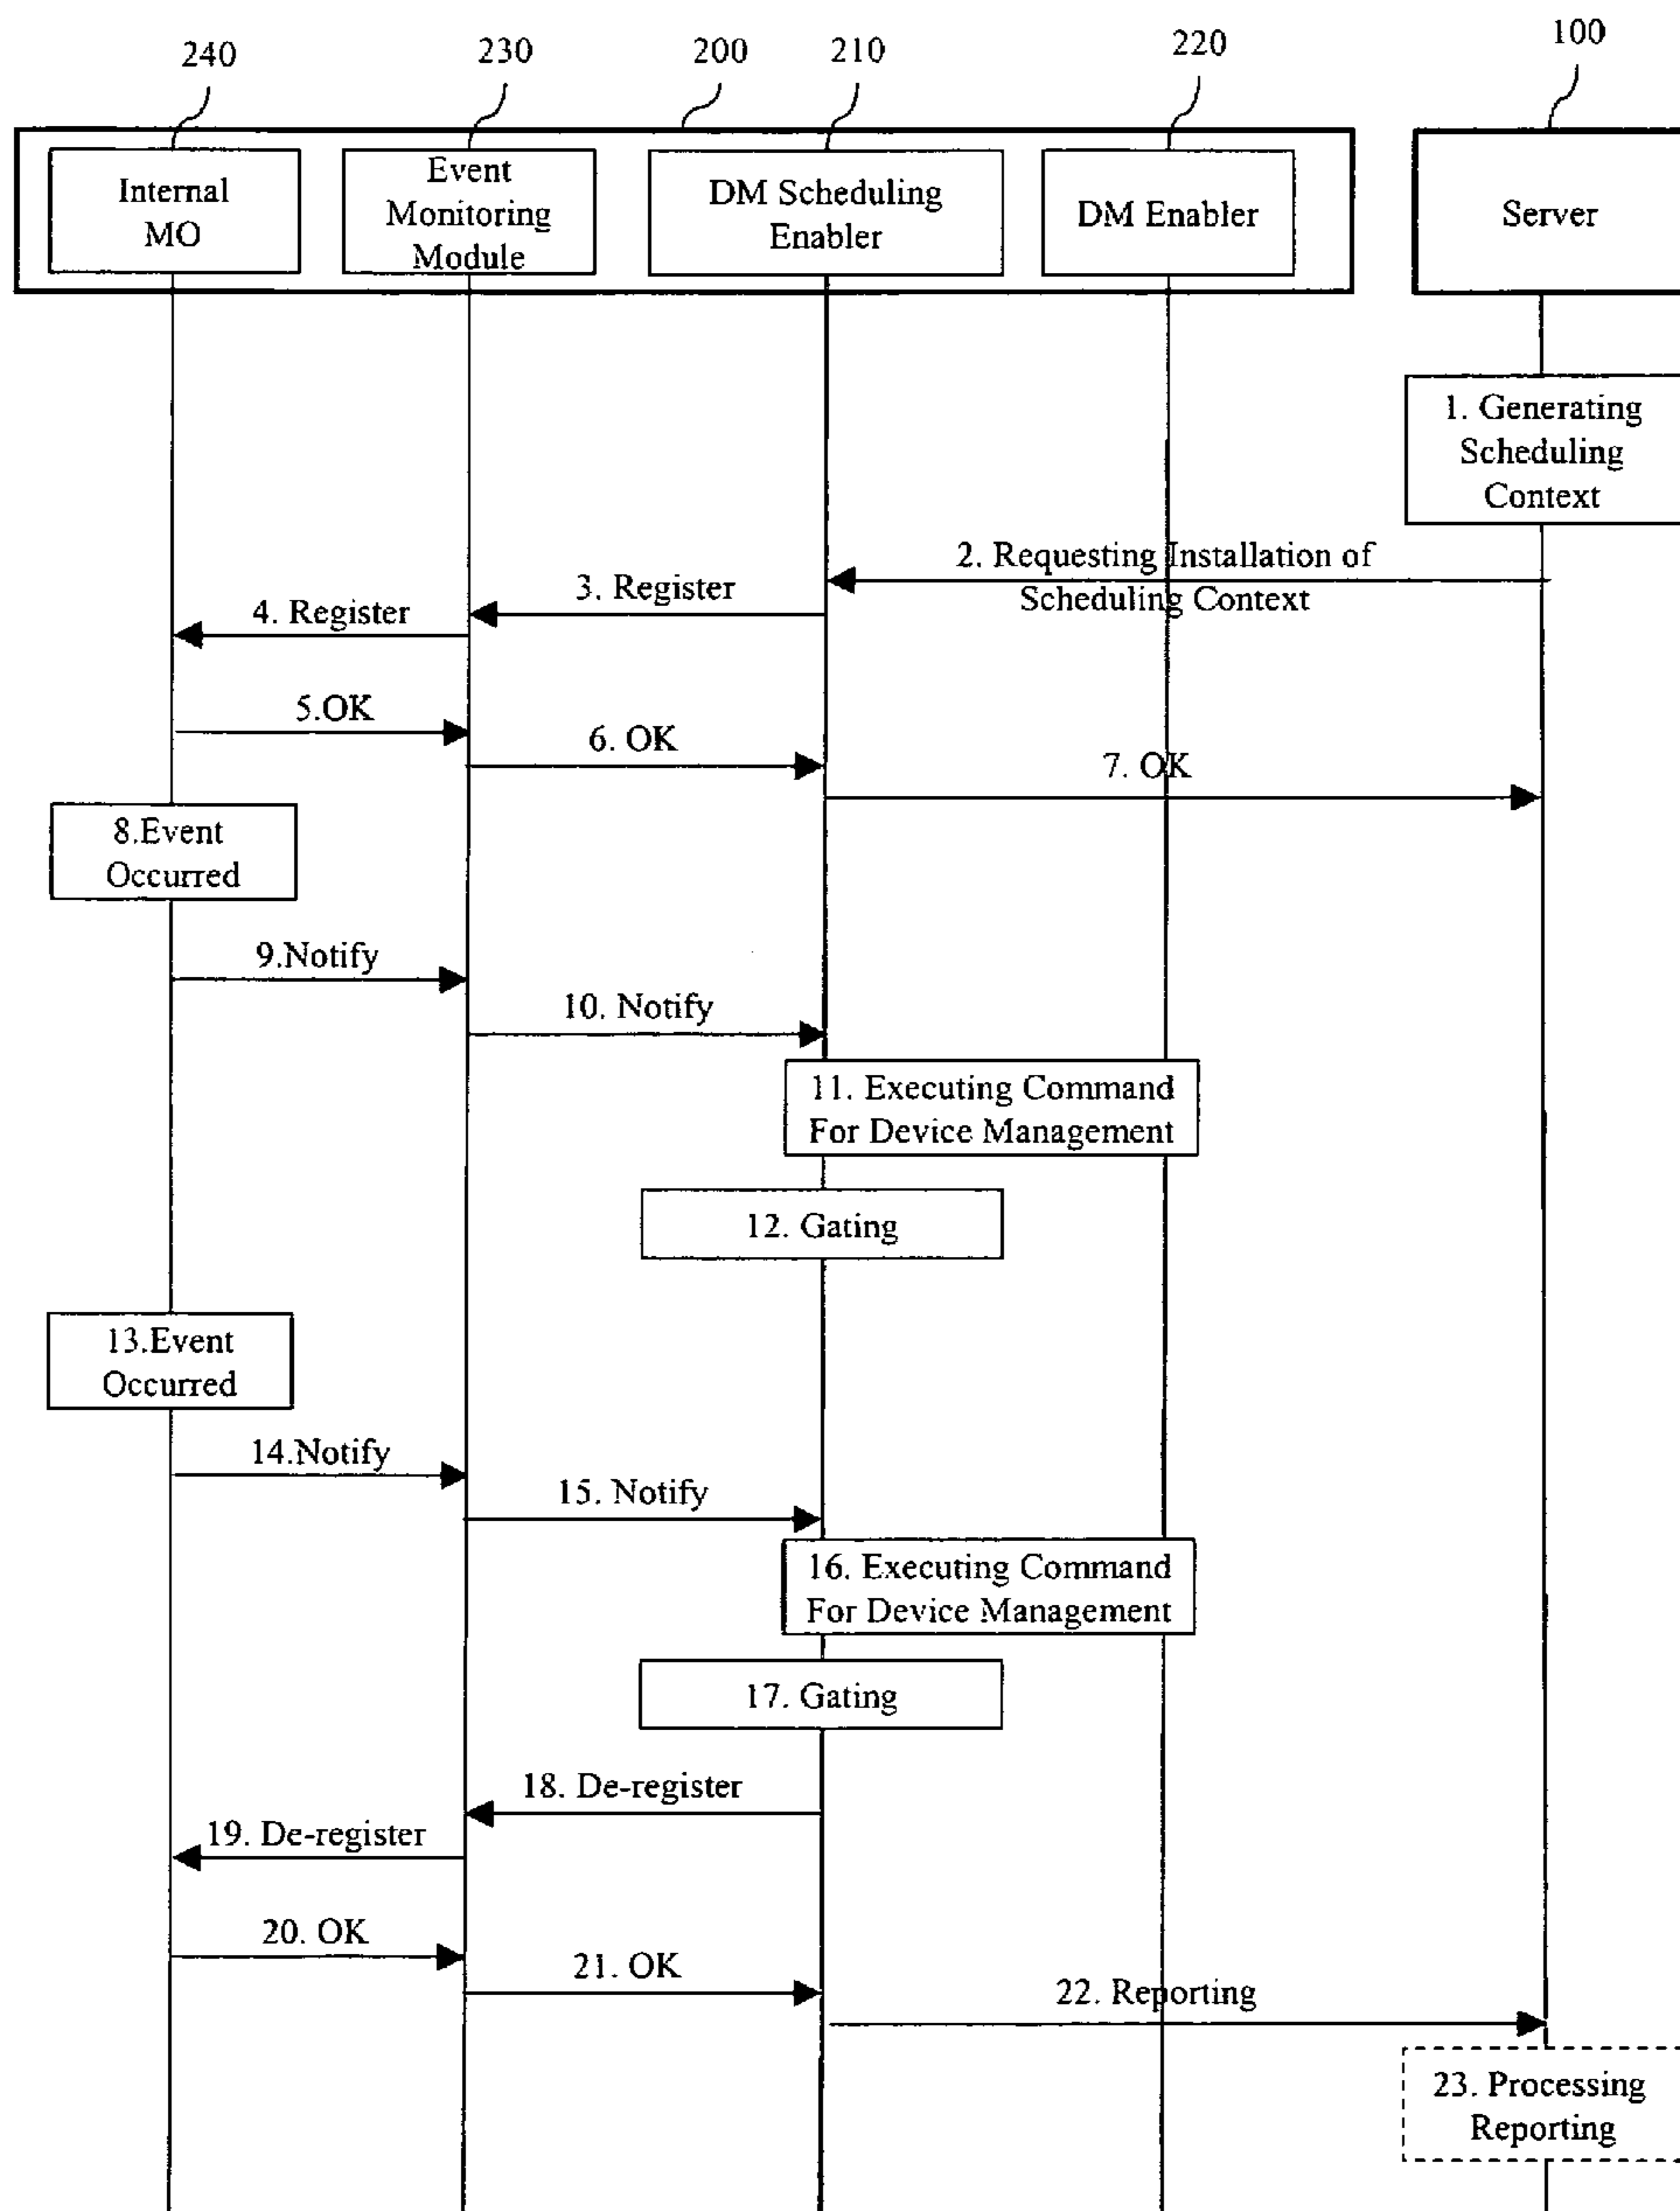 240
230
200
210
220
100
Internal
MO
Event
Monitoring
Module
DM Scheduling
Enabler
DM Enabler
Server
1. Generating
Scheduling
Context
2. Requesting Installation of
Scheduling Context
3. Register
4. Register
5.OK
6. OK
7. OK
8.Event
Occurred
9.Notify
10. Notify
11. Executing Command
For Device Management
12. Gating
13.Event
Occurred
14.Notify
15. Notify
16. Executing Command
For Device Management
17. Gating
18. De-register
19. De-register
20. OK
21. OK
22. Reporting
23. Processing
Reporting